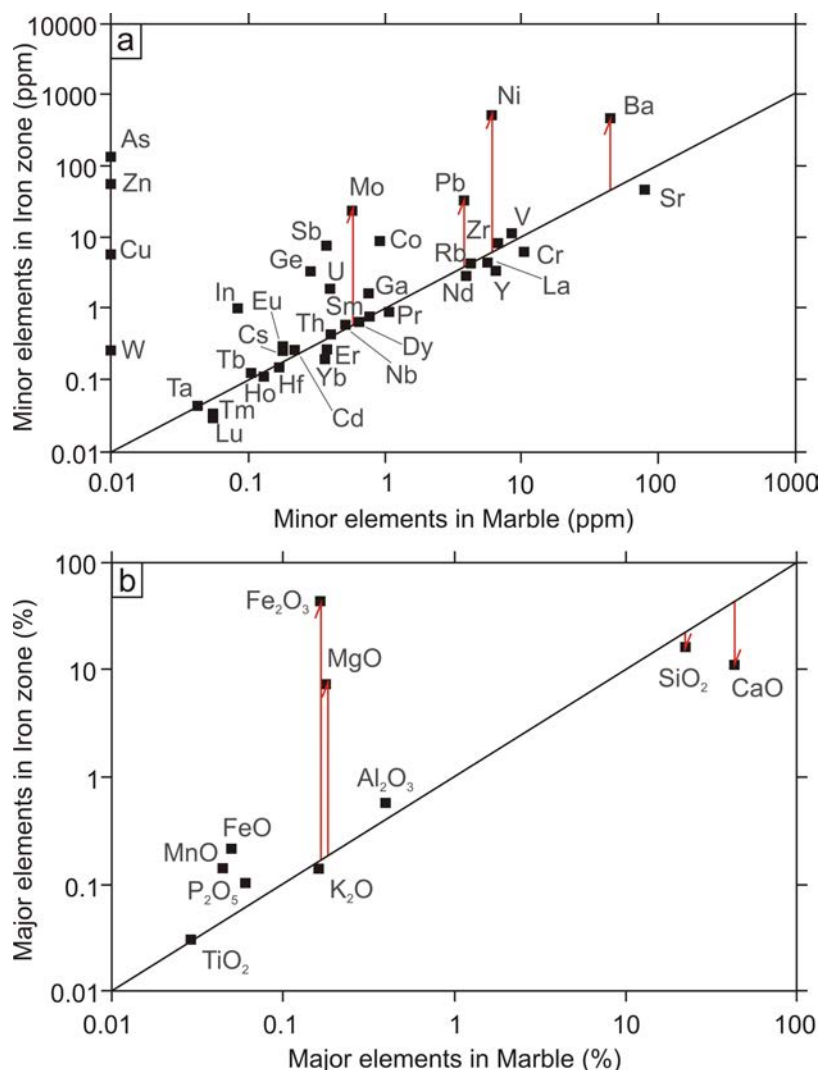 a
Minor elements in Iron zone (ppm)
10000
1000
100
10
1
0.1
0.01
As
Zn
Cu
W
In
Ge
Sb
U
Mo
Co
Pb
Ni
Ba
Sr
Zr
V
Cr
Rb
Nd
La
Y
Ga
Sm
Pr
Th
Dy
Eu
Cs
Er
Nb
Yb
Tb
Ho
Hf
Cd
Ta
Tm
Lu
0.01
0.1
1
10
100
1000
Minor elements in Marble (ppm)
b
Major elements in Iron zone (%)
100
10
1
0.1
0.01
Fe₂O₃
MgO
SiO₂
CaO
Al₂O₃
FeO
MnO
P₂O₅
K₂O
TiO₂
0.01
0.1
1
10
100
Major elements in Marble (%)